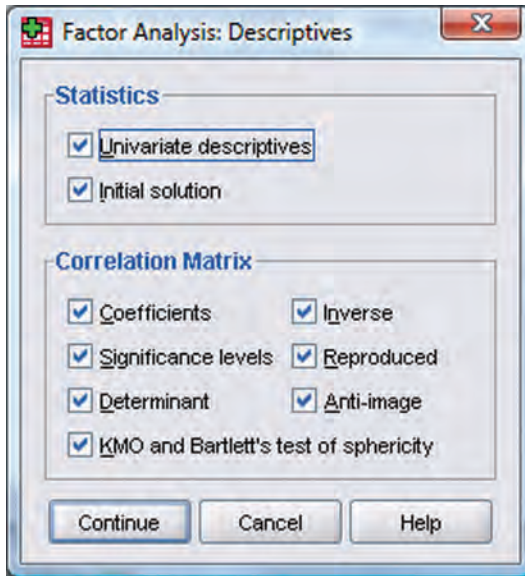 Factor Analysis: Descriptives
Statistics
Univariate descriptives
Initial solution
Correlation Matrix
Coefficients Inverse
Significance levels Reproduced
Determinant Anti-image
KMO and Bartlett's test of sphericity
Continue Cancel Help